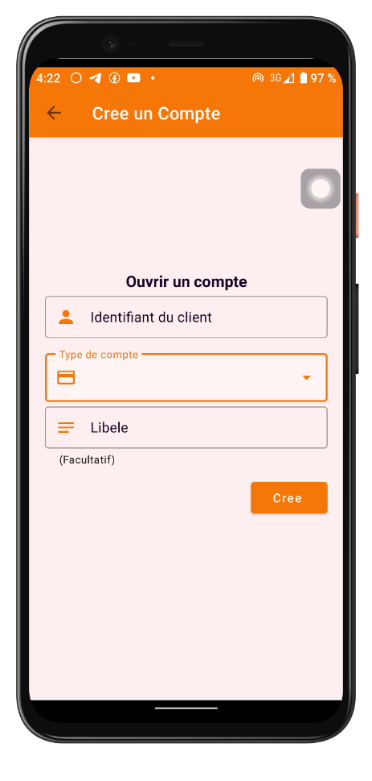 4:22 3G 97 %
Cree un Compte
Ouvrir un compte
Identifiant du client
Type de compte
Libele
(Facultatif)
Cree